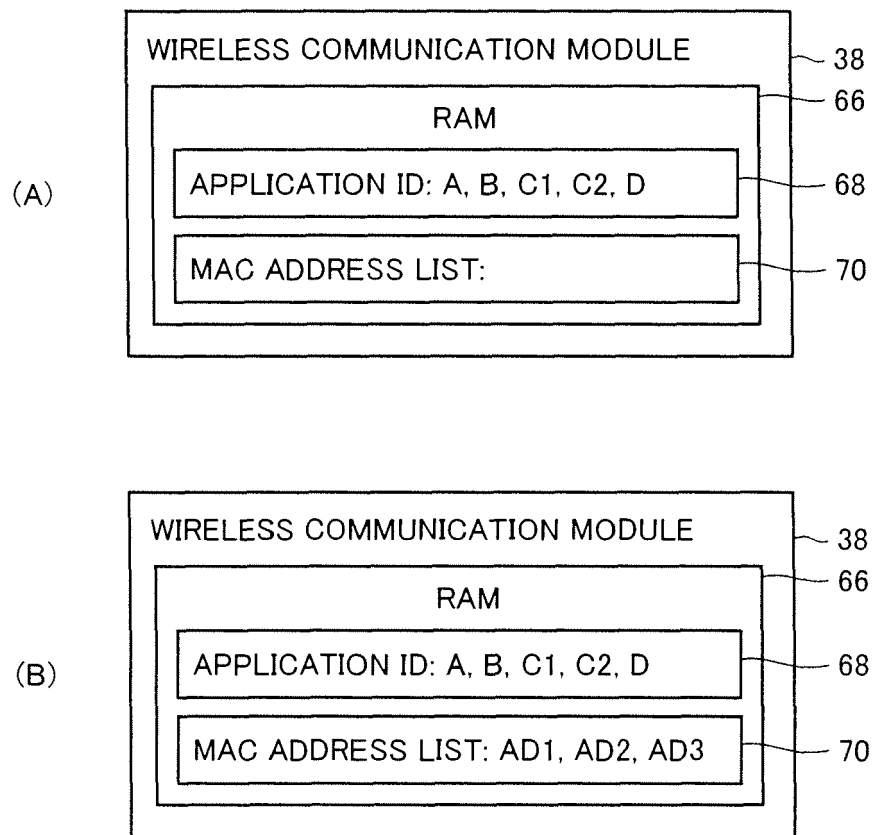 WIRELESS COMMUNICATION MODULE
38
66
RAM
(A)
APPLICATION ID: A, B, C1, C2, D
68
MAC ADDRESS LIST:
70
WIRELESS COMMUNICATION MODULE
38
66
RAM
(B)
APPLICATION ID: A, B, C1, C2, D
68
MAC ADDRESS LIST: AD1, AD2, AD3
70